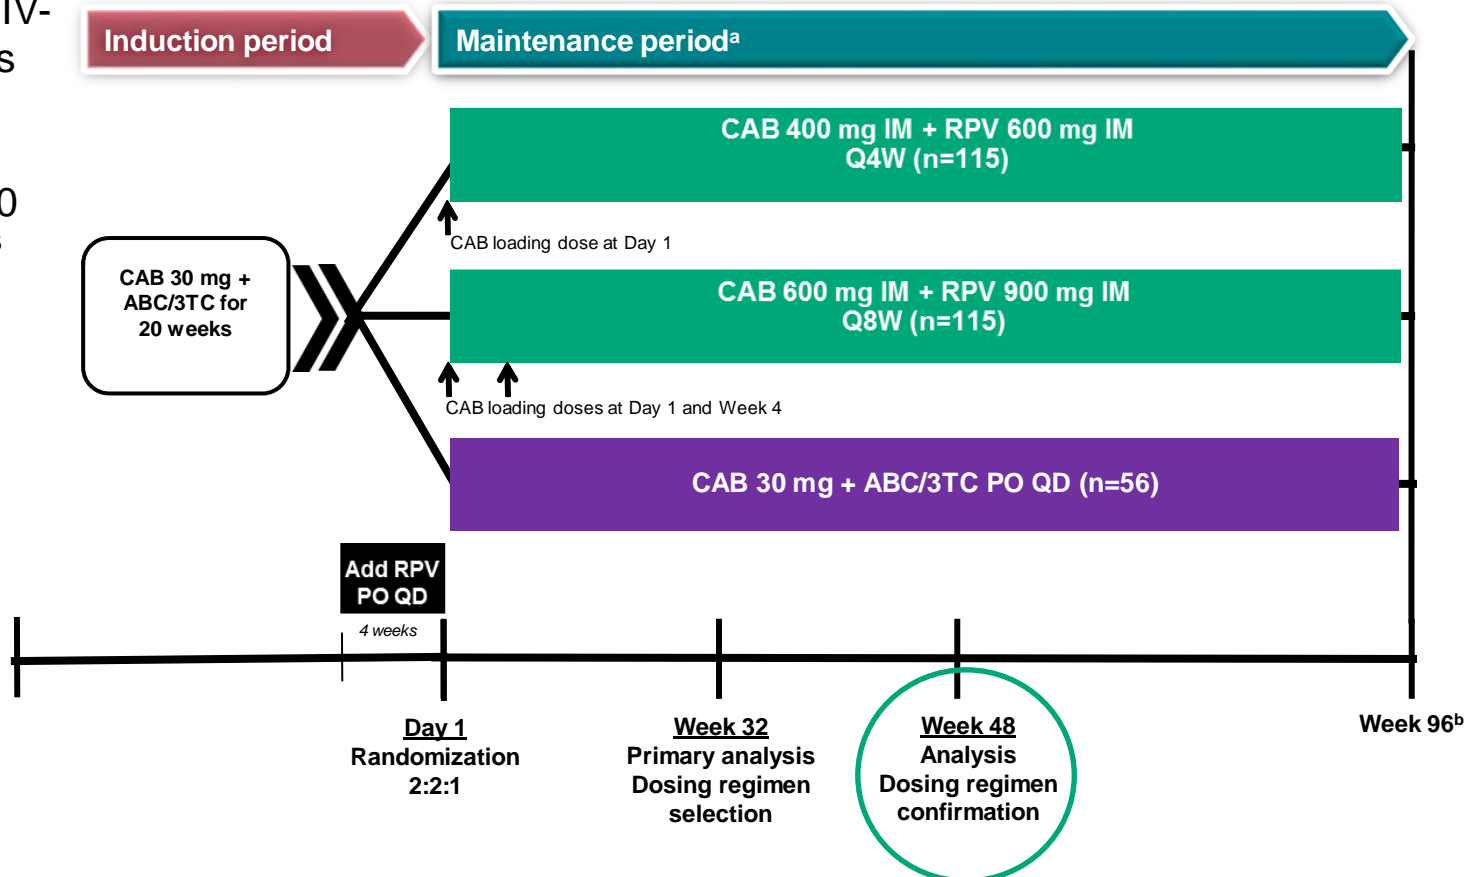 IV-
s
0
Induction period
Maintenance periodᵃ
CAB 400 mg IM + RPV 600 mg IM
Q4W (n=115)
CAB loading dose at Day 1
CAB 30 mg +
ABC/3TC for
20 weeks
CAB 600 mg IM + RPV 900 mg IM
Q8W (n=115)
CAB loading doses at Day 1 and Week 4
CAB 30 mg + ABC/3TC PO QD (n=56)
Add RPV
PO QD
4 weeks
Day 1
Randomization
2:2:1
Week 32
Primary analysis
Dosing regimen
selection
Week 48
Analysis
Dosing regimen
confirmation
Week 96ᵇ